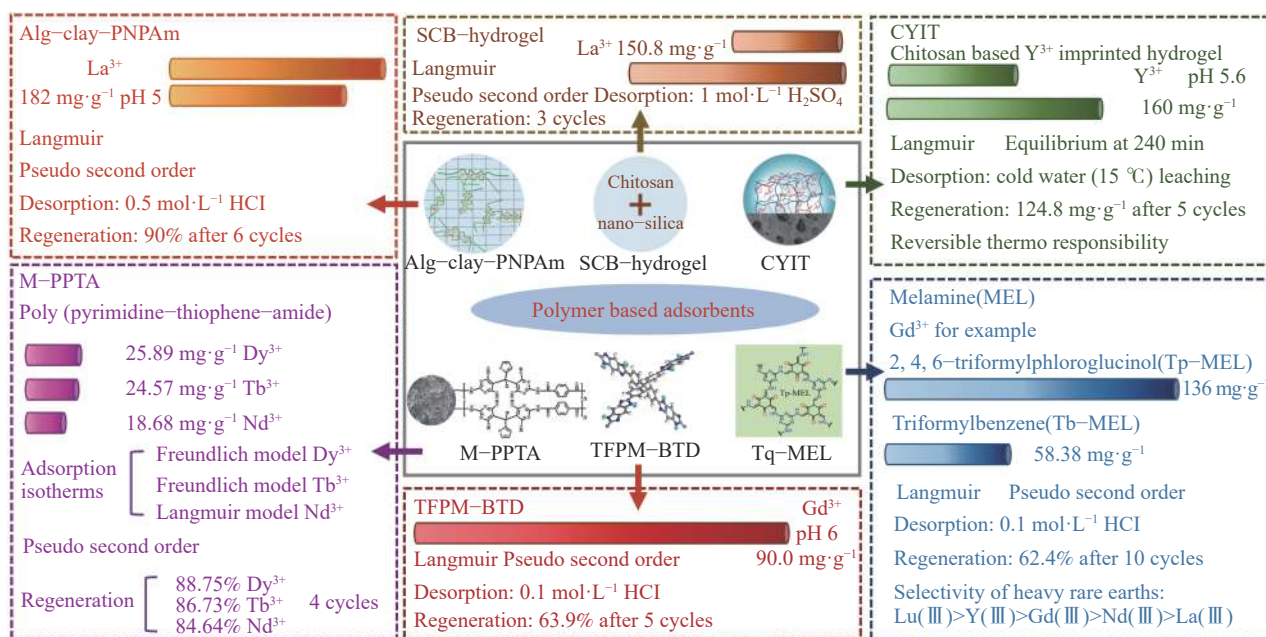 Alg−clay−PNPAm
La³⁺
182 mg·g⁻¹ pH 5
Langmuir
Pseudo second order
Desorption: 0.5 mol·L⁻¹ HCI
Regeneration: 90% after 6 cycles
SCB−hydrogel
La³⁺ 150.8 mg·g⁻¹
Langmuir
Pseudo second order Desorption: 1 mol·L⁻¹ H₂SO₄
Regeneration: 3 cycles
CYIT
Chitosan based Y³⁺ imprinted hydrogel
Y³⁺ pH 5.6
160 mg·g⁻¹
Langmuir Equilibrium at 240 min
Desorption: cold water (15 ℃) leaching
Regeneration: 124.8 mg·g⁻¹ after 5 cycles
Reversible thermo responsibility
Chitosan
+
nano−silica
Alg−clay−PNPAm SCB−hydrogel CYIT
Polymer based adsorbents
Tp-MEL
M−PPTA TFPM−BTD Tq−MEL
M−PPTA
Poly (pyrimidine−thiophene−amide)
25.89 mg·g⁻¹ Dy³⁺
24.57 mg·g⁻¹ Tb³⁺
18.68 mg·g⁻¹ Nd³⁺
Adsorption isotherms
Freundlich model Dy³⁺
Freundlich model Tb³⁺
Langmuir model Nd³⁺
Pseudo second order
Regeneration
88.75% Dy³⁺
86.73% Tb³⁺
84.64% Nd³⁺
4 cycles
TFPM−BTD
Gd³⁺
pH 6
90.0 mg·g⁻¹
Langmuir Pseudo second order
Desorption: 0.1 mol·L⁻¹ HCI
Regeneration: 63.9% after 5 cycles
Melamine(MEL)
Gd³⁺ for example
2, 4, 6−triformylphloroglucinol(Tp−MEL)
136 mg·g⁻¹
Triformylbenzene(Tb−MEL)
58.38 mg·g⁻¹
Langmuir Pseudo second order
Desorption: 0.1 mol·L⁻¹ HCI
Regeneration: 62.4% after 10 cycles
Selectivity of heavy rare earths:
Lu(Ⅲ)>Y(Ⅲ)>Gd(Ⅲ)>Nd(Ⅲ)>La(Ⅲ)